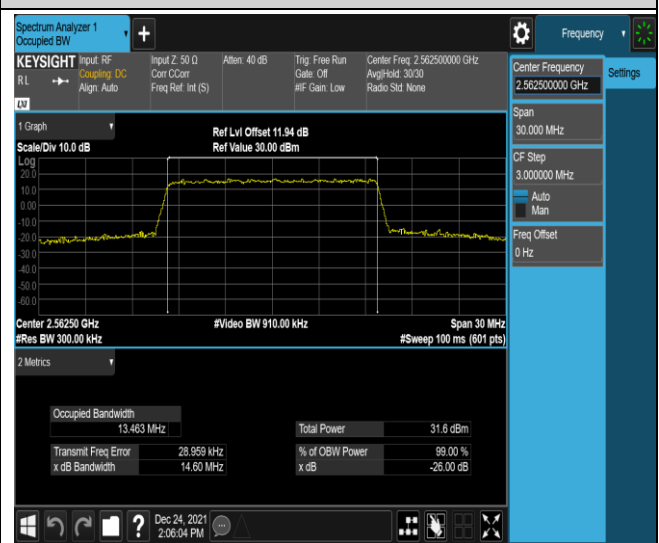 Spectrum Analyzer 1
Occupied BW
Frequency
KEYSIGHT
RL
LXI
Input: RF
Coupling: DC
Align: Auto
Input Z: 50 Ω
Corr CCorr
Freq Ref: Int (S)
Atten: 40 dB
Trig: Free Run
Gate: Off
#IF Gain: Low
Center Freq: 2.562500000 GHz
Avg|Hold: 30/30
Radio Std: None
Center Frequency
2.562500000 GHz
Settings
Span
30.000 MHz
CF Step
3.000000 MHz
Auto
Man
Freq Offset
0 Hz
1 Graph
Scale/Div 10.0 dB
Ref Lvl Offset 11.94 dB
Ref Value 30.00 dBm
Log
20.0
10.0
0.00
-10.0
-20.0
-30.0
-40.0
-50.0
-60.0
Center 2.56250 GHz
#Video BW 910.00 kHz
Span 30 MHz
#Res BW 300.00 kHz
#Sweep 100 ms (601 pts)
2 Metrics
Occupied Bandwidth
13.463 MHz
Total Power 31.6 dBm
Transmit Freq Error 28.959 kHz
% of OBW Power 99.00 %
x dB Bandwidth 14.60 MHz
x dB -26.00 dB
?
Dec 24, 2021
2:06:04 PM